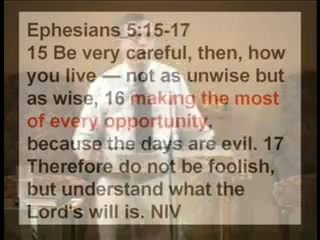 Ephesians 5:15-17
15 Be very careful, then, how
you live — not as unwise but
as wise, 16 making the most
of every opportunity,
because the days are evil. 17
Therefore do not be foolish,
but understand what the
Lord's will is. NIV